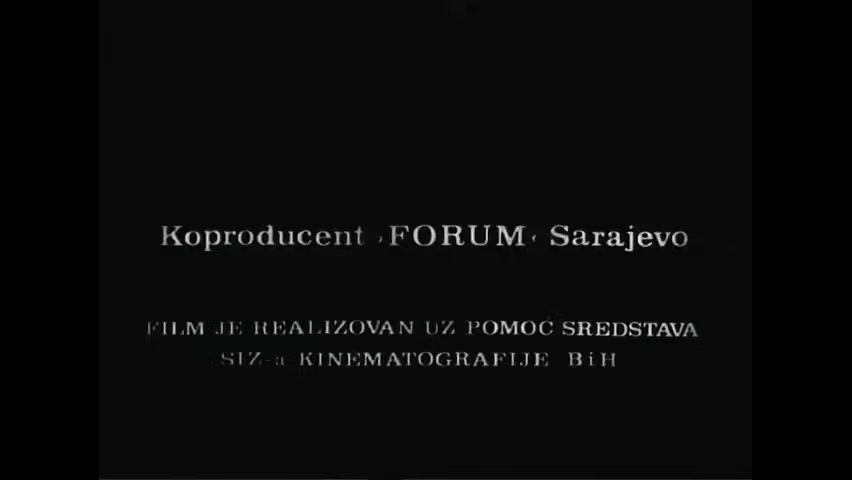 Koproducent ›FORUM‹ Sarajevo
FILM JE REALIZOVAN UZ POMOĆ SREDSTAVA
SIZ-a KINEMATOGRAFIJE BiH